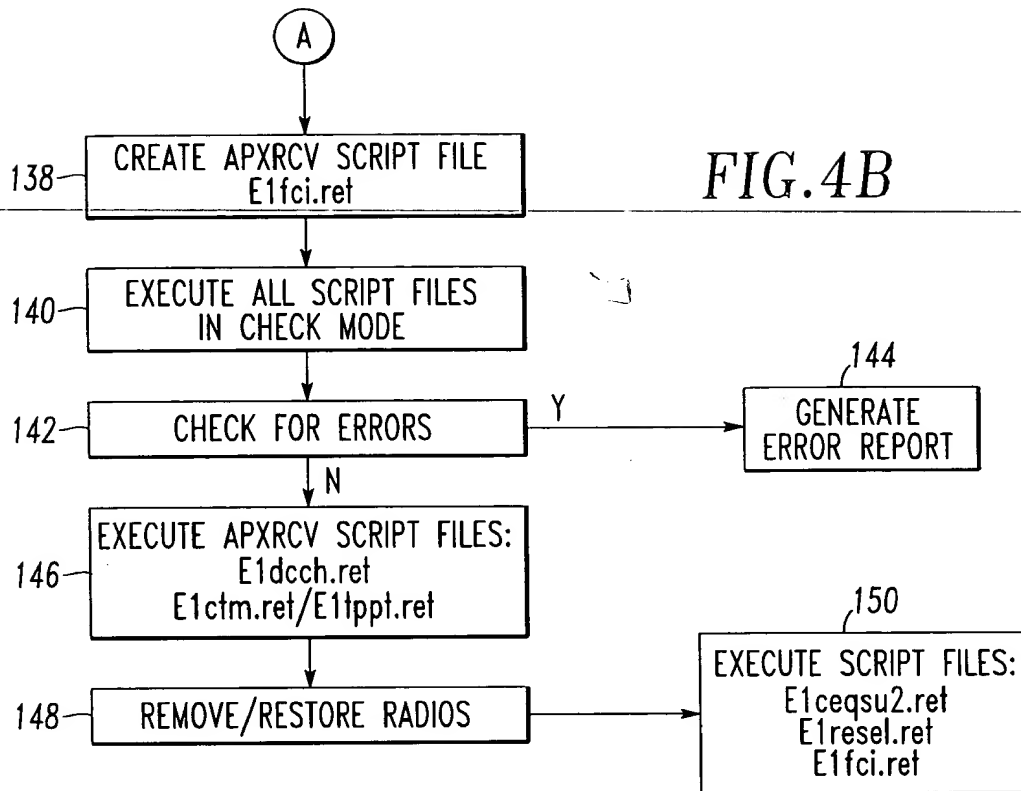 A
138
CREATE APXRCV SCRIPT FILE
E1fci.ret
FIG.4B
140
EXECUTE ALL SCRIPT FILES
IN CHECK MODE
142
CHECK FOR ERRORS
Y
144
GENERATE
ERROR REPORT
N
146
EXECUTE APXRCV SCRIPT FILES:
E1dcch.ret
E1ctm.ret/E1tppt.ret
148
REMOVE/RESTORE RADIOS
150
EXECUTE SCRIPT FILES:
E1ceqsu2.ret
E1resel.ret
E1fci.ret